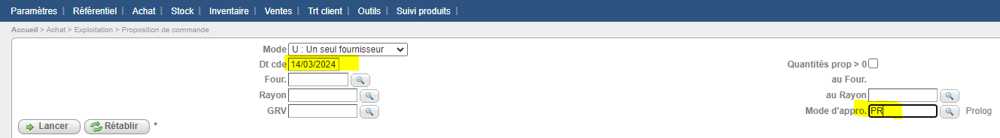 Paramètres | Référentiel | Achat | Stock | Inventaire | Ventes | Trt client | Outils | Suivi produits |
Accueil > Achat > Exploitation > Proposition de commande
Mode U : Un seul fournisseur
Dt cde 14/03/2024 Quantités prop > 0
Four. au Four.
Rayon au Rayon
GRV Mode d'appro. PR Prolog
Lancer Rétablir *